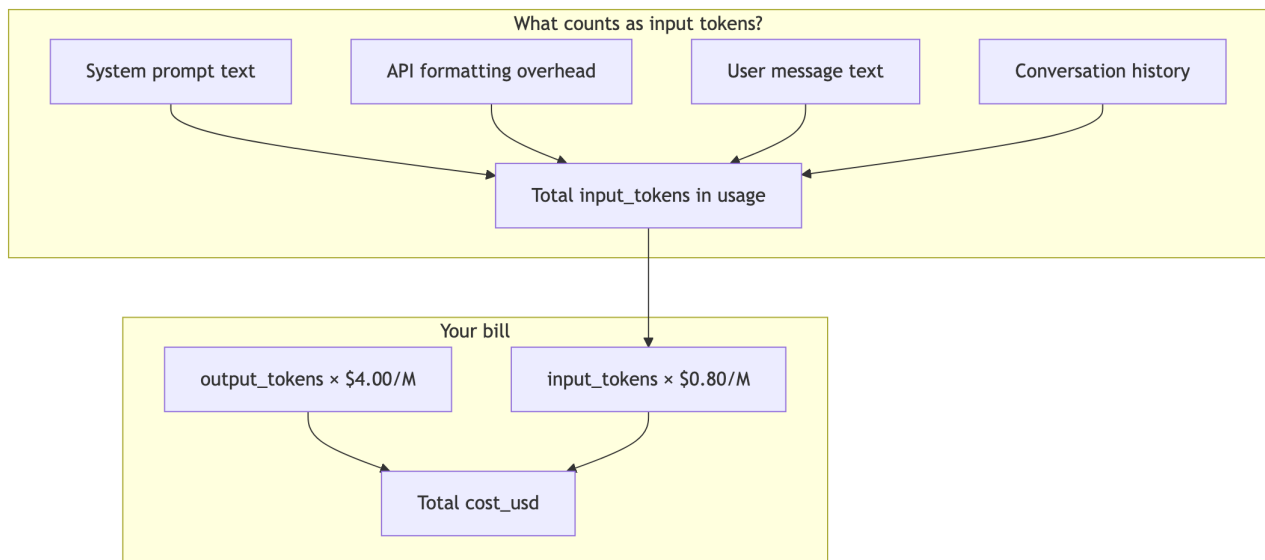 What counts as input tokens?
System prompt text
API formatting overhead
User message text
Conversation history
Total input_tokens in usage
Your bill
output_tokens × $4.00/M
input_tokens × $0.80/M
Total cost_usd